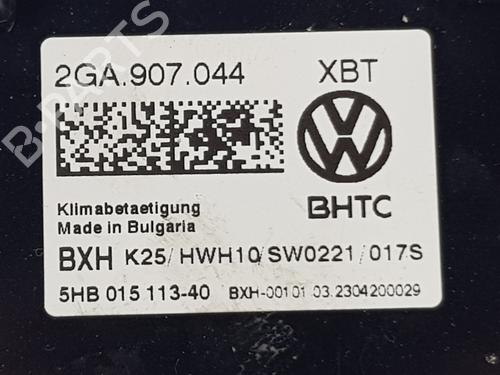 B-PARTS
2GA.907.044 XBT
Klimabetaetigung
Made in Bulgaria
BHTC
BXH K25/ HWH10/ SW0221/ 017S
5HB 015 113-40 BXH-00101 03.2304200029